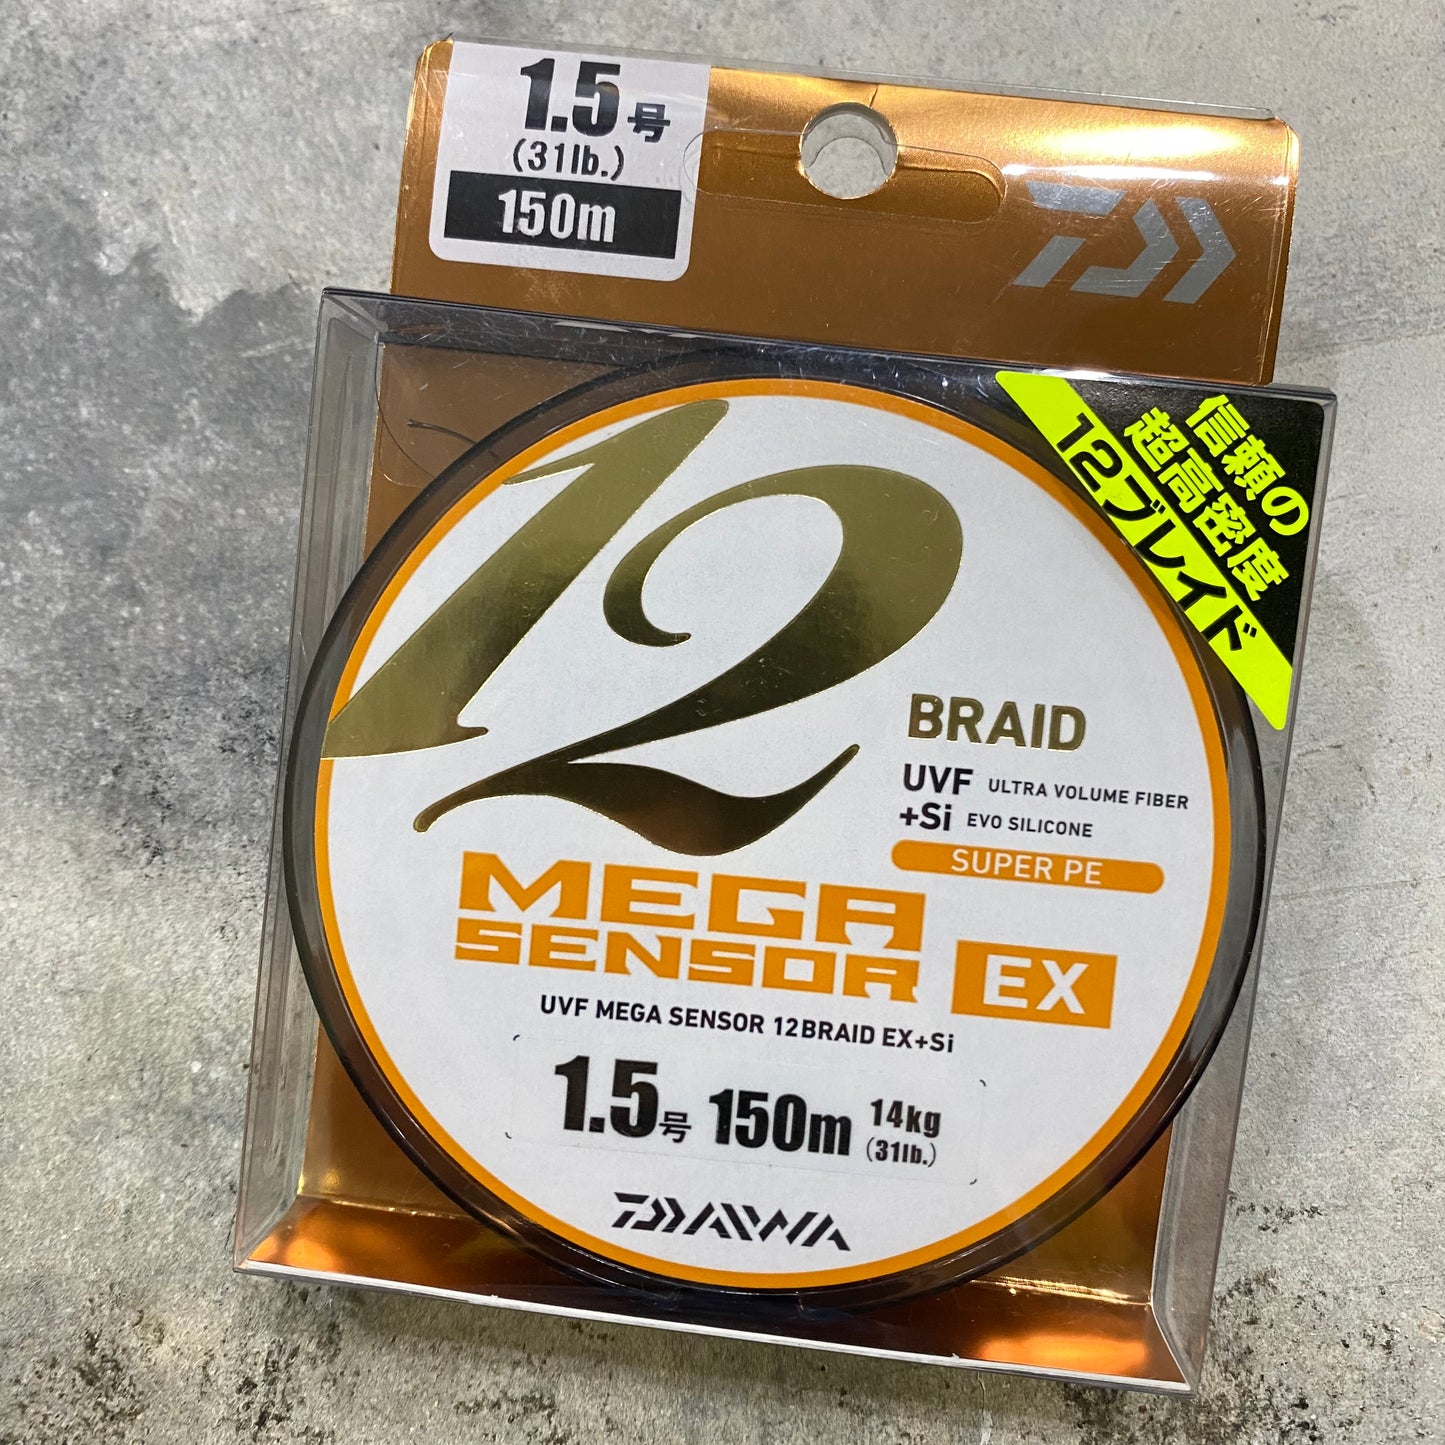 1.5号
(31lb.)
150m
信頼の
超高密度
12ブレイド
12
BRAID
UVF ULTRA VOLUME FIBER
+Si EVO SILICONE
SUPER PE
MEGA
SENSOR EX
UVF MEGA SENSOR 12BRAID EX+Si
1.5号 150m 14kg
(31lb.)
DAIWA